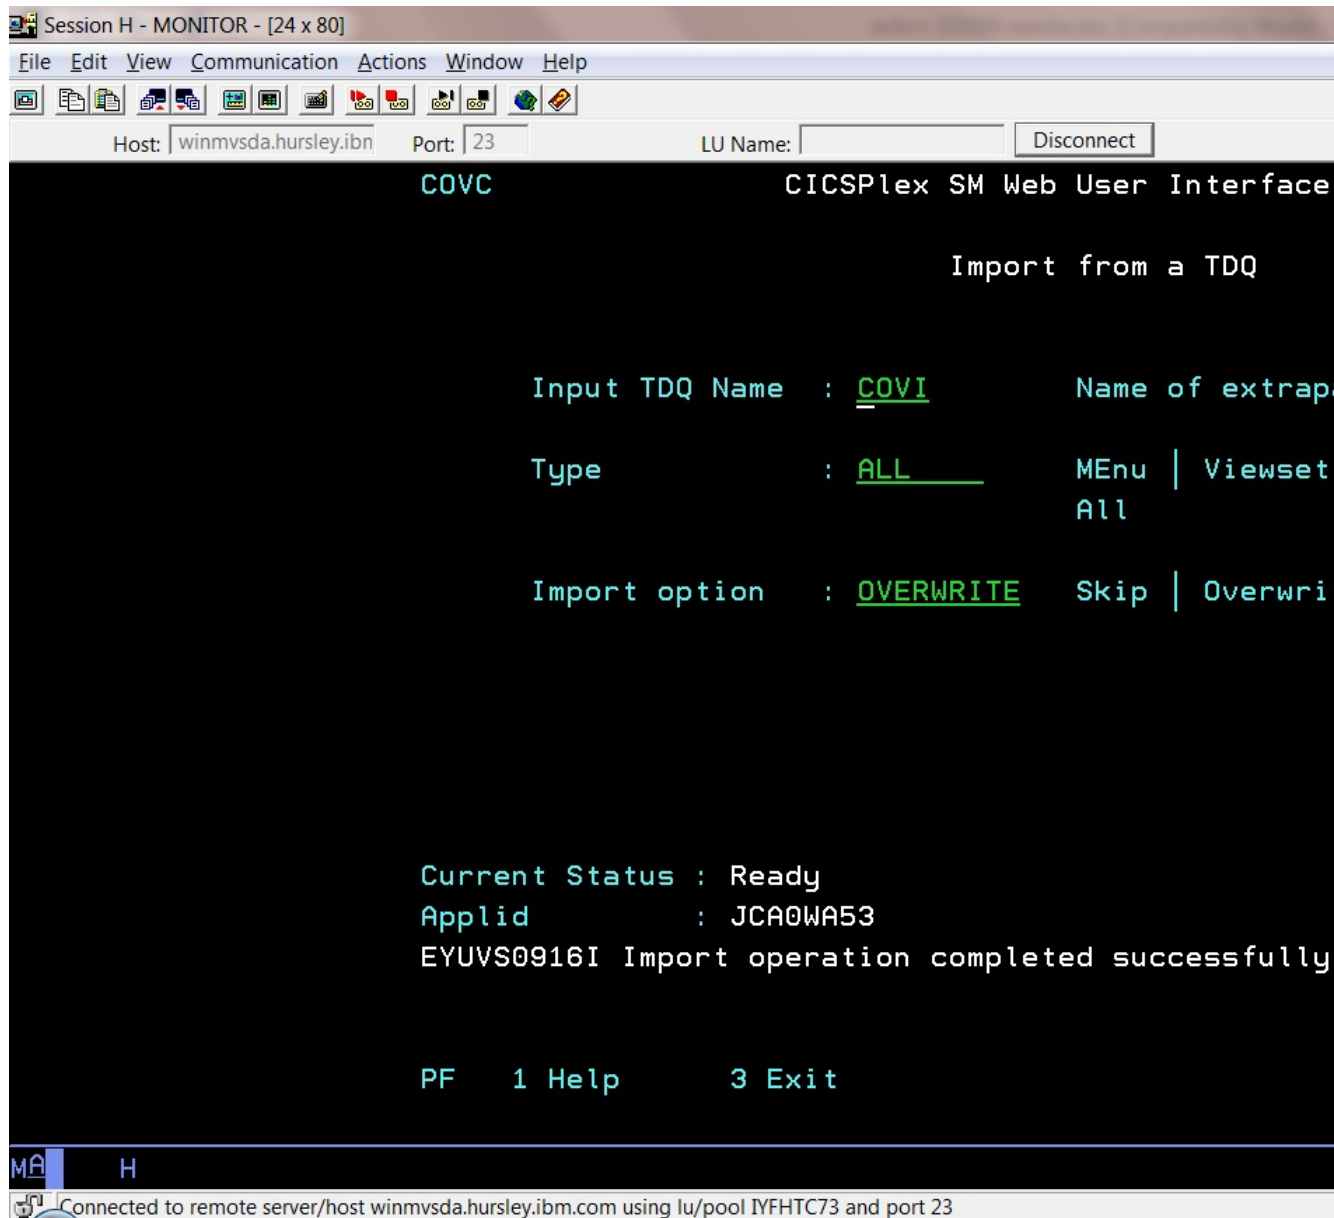 Session H - MONITOR - [24 x 80]
File Edit View Communication Actions Window Help
Host: winmvsda.hursley.ibm Port: 23 LU Name: Disconnect
COVC CICSPlex SM Web User Interface
Import from a TDQ
Input TDQ Name : COVI Name of extrapa
Type : ALL MEnu | Viewset
All
Import option : OVERWRITE Skip | Overwri
Current Status : Ready
Applid : JCA0WA53
EYUVS0916I Import operation completed successfully
PF 1 Help 3 Exit
MA H
Connected to remote server/host winmvsda.hursley.ibm.com using lu/pool IYFHTC73 and port 23